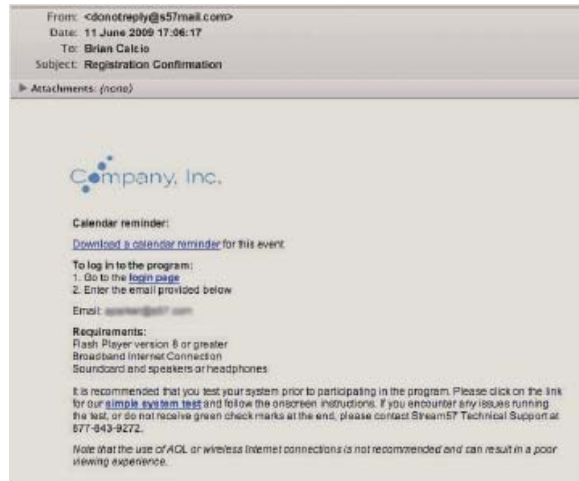 From: <donotreply@s57mail.com>
Date: 11 June 2009 17:06:17
To: Brian Calcio
Subject: Registration Confirmation
Attachments: (none)
Company, Inc.
Calendar reminder:
Download a calendar reminder for this event
To log in to the program:
1. Go to the login page
2. Enter the email provided below
Email:
Requirements:
Flash Player version 8 or greater
Broadband Internet Connection
Soundcard and speakers or headphones
It is recommended that you test your system prior to participating in the program. Please click on the link
for our simple system test and follow the onscreen instructions. If you encounter any issues running
the test, or do not receive green check marks at the end, please contact Stream57 Technical Support at
877-843-9272.
Note that the use of AOL or wireless Internet connections is not recommended and can result in a poor
viewing experience.